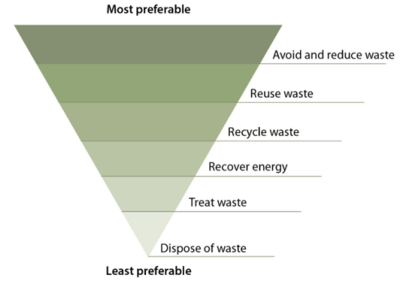 Most preferable
Avoid and reduce waste
Reuse waste
Recycle waste
Recover energy
Treat waste
Dispose of waste
Least preferable